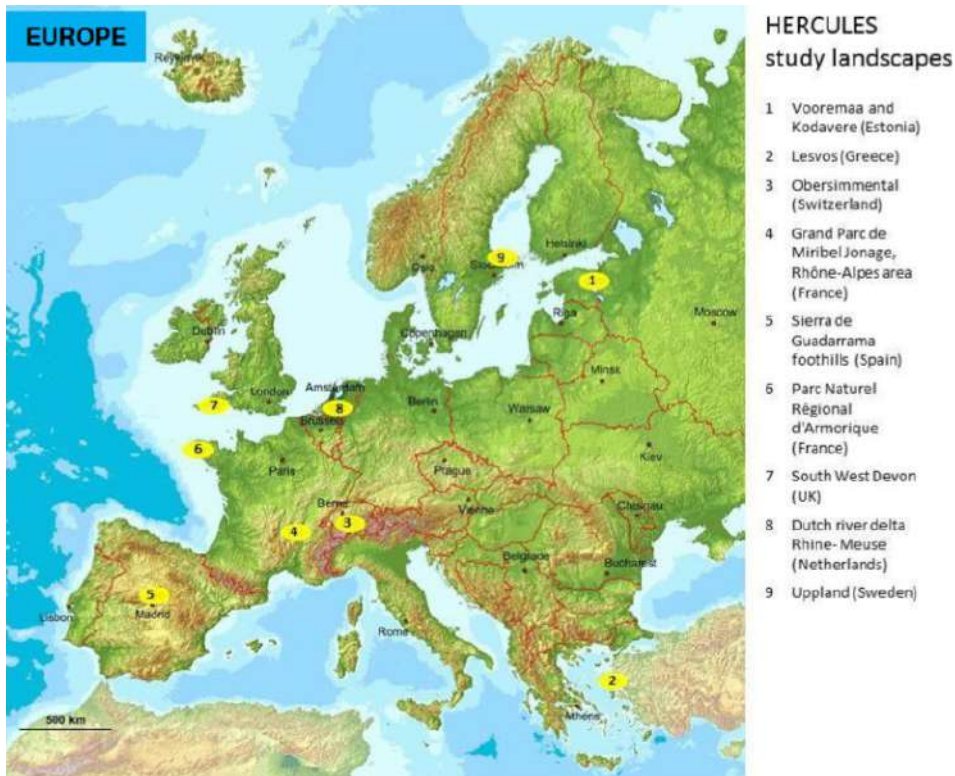 EUROPE
Reykjavik
Helsinki
Oslo
Stockholm
9
1
Riga
Moscow
Dublin
Copenhagen
Minsk
London
Amsterdam
7
8
Berlin
Warsaw
Brussels
6
Paris
Prague
Kiev
Berne
Vienna
Chisinau
3
4
Belgrade
Bucharest
5
Madrid
Lisbon
Rome
2
Athens
500 km
HERCULES
study landscapes
1 Vooremaa and
Kodavere (Estonia)
2 Lesvos (Greece)
3 Obersimmental
(Switzerland)
4 Grand Parc de
Miribel Jonage,
Rhône-Alpes area
(France)
5 Sierra de
Guadarrama
foothills (Spain)
6 Parc Naturel
Régional
d'Armorique
(France)
7 South West Devon
(UK)
8 Dutch river delta
Rhine- Meuse
(Netherlands)
9 Uppland (Sweden)